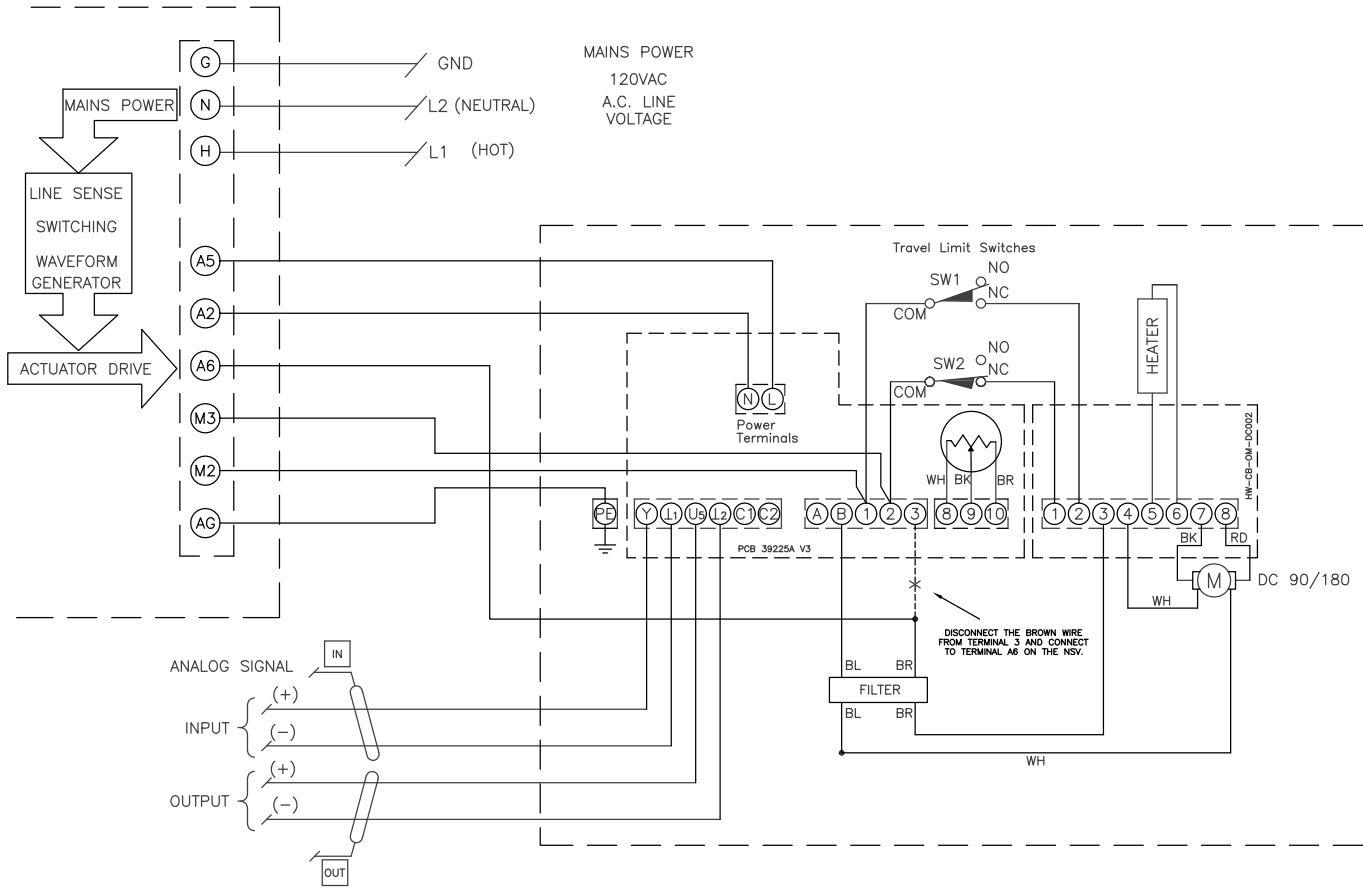 G
GND
MAINS POWER
120VAC
A.C. LINE
VOLTAGE
MAINS POWER
N
L2 (NEUTRAL)
H
L1 (HOT)
LINE SENSE
SWITCHING
WAVEFORM
GENERATOR
A5
A2
ACTUATOR DRIVE
A6
M3
M2
AG
Travel Limit Switches
SW1
NO
NC
COM
SW2
NO
NC
COM
HEATER
N L
Power
Terminals
WH BK BR
HW-CB-OM-DC002
PE
Y I1 U5 I2 C1 C2
A B 1 2 3
8 9 10
1 2 3 4 5 6 7 8
PCB 39225A V3
BK RD
M
DC 90/180
WH
DISCONNECT THE BROWN WIRE
FROM TERMINAL 3 AND CONNECT
TO TERMINAL A6 ON THE NSV.
BL BR
FILTER
BL BR
WH
ANALOG SIGNAL
IN
(+)
INPUT
(−)
(+)
OUTPUT
(−)
OUT